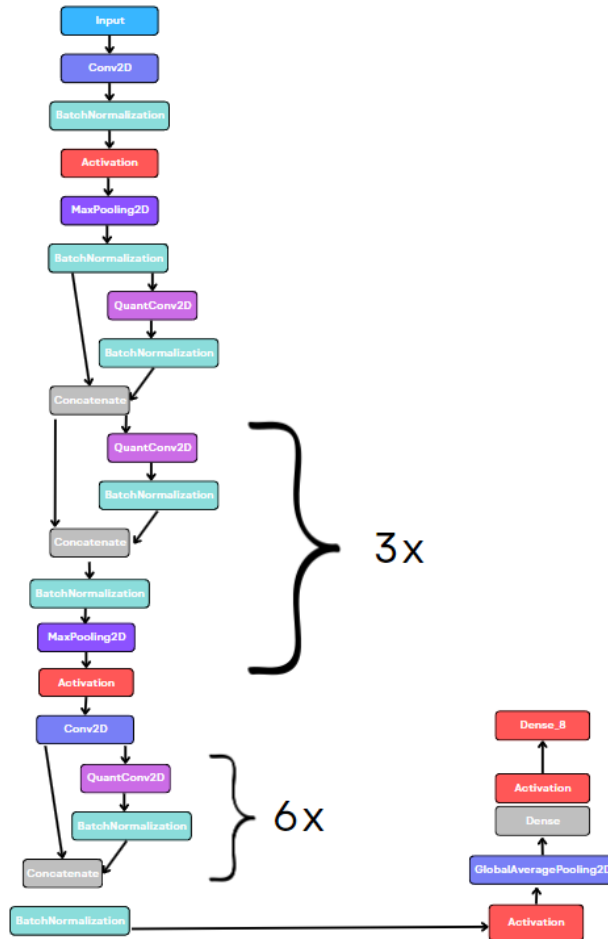 Input
Conv2D
BatchNormalization
Activation
MaxPooling2D
BatchNormalization
QuantConv2D
BatchNormalization
Concatenate
QuantConv2D
BatchNormalization
Concatenate
3x
BatchNormalization
MaxPooling2D
Activation
Conv2D
QuantConv2D
BatchNormalization
6x
Concatenate
BatchNormalization
Activation
GlobalAveragePooling2D
Dense
Activation
Dense_8